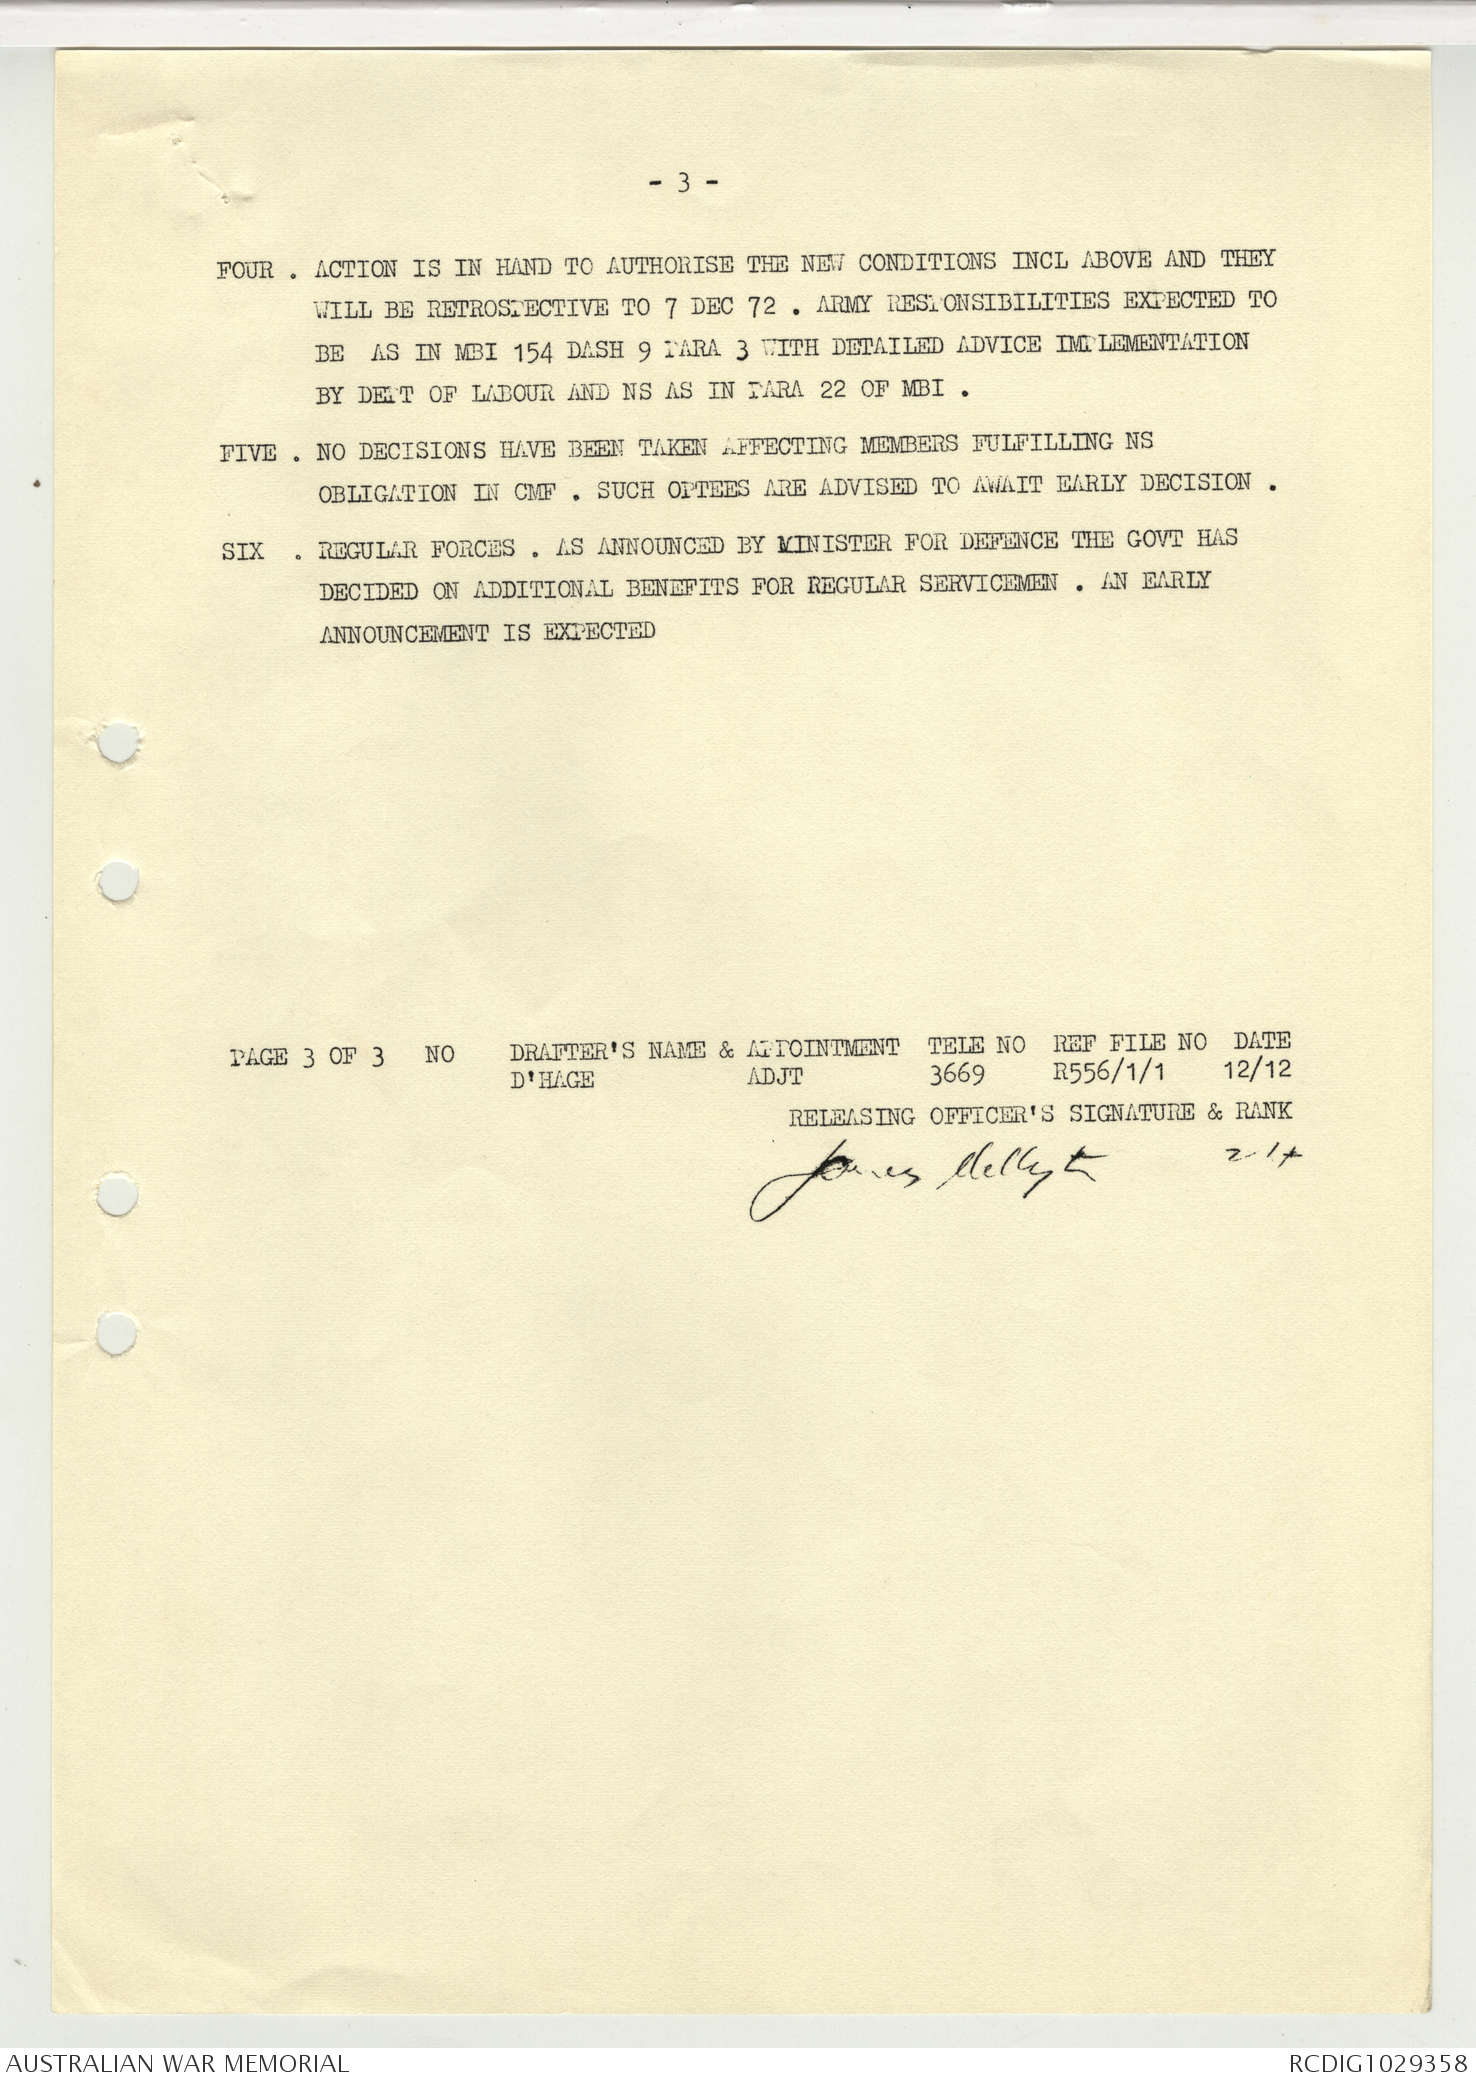 - 3 -
FOUR . ACTION IS IN HAND TO AUTHORISE THE NEW CONDITIONS INCL ABOVE AND THEY
WILL BE RETROSPECTIVE TO 7 DEC 72 . ARMY RESPONSIBILITIES EXPECTED TO
BE AS IN MBI 154 DASH 9 PARA 3 WITH DETAILED ADVICE IMPLEMENTATION
BY DEPT OF LABOUR AND NS AS IN PARA 22 OF MBI .
FIVE . NO DECISIONS HAVE BEEN TAKEN AFFECTING MEMBERS FULFILLING NS
OBLIGATION IN CMF . SUCH OPTEES ARE ADVISED TO AWAIT EARLY DECISION .
SIX . REGULAR FORCES . AS ANNOUNCED BY MINISTER FOR DEFENCE THE GOVT HAS
DECIDED ON ADDITIONAL BENEFITS FOR REGULAR SERVICEMEN . AN EARLY
ANNOUNCEMENT IS EXPECTED
PAGE 3 OF 3 NO DRAFTER'S NAME & APPOINTMENT TELE NO REF FILE NO DATE
D'HAGE ADJT 3669 R556/1/1 12/12
RELEASING OFFICER'S SIGNATURE & RANK
James
AUSTRALIAN WAR MEMORIAL
RCDIG1029358